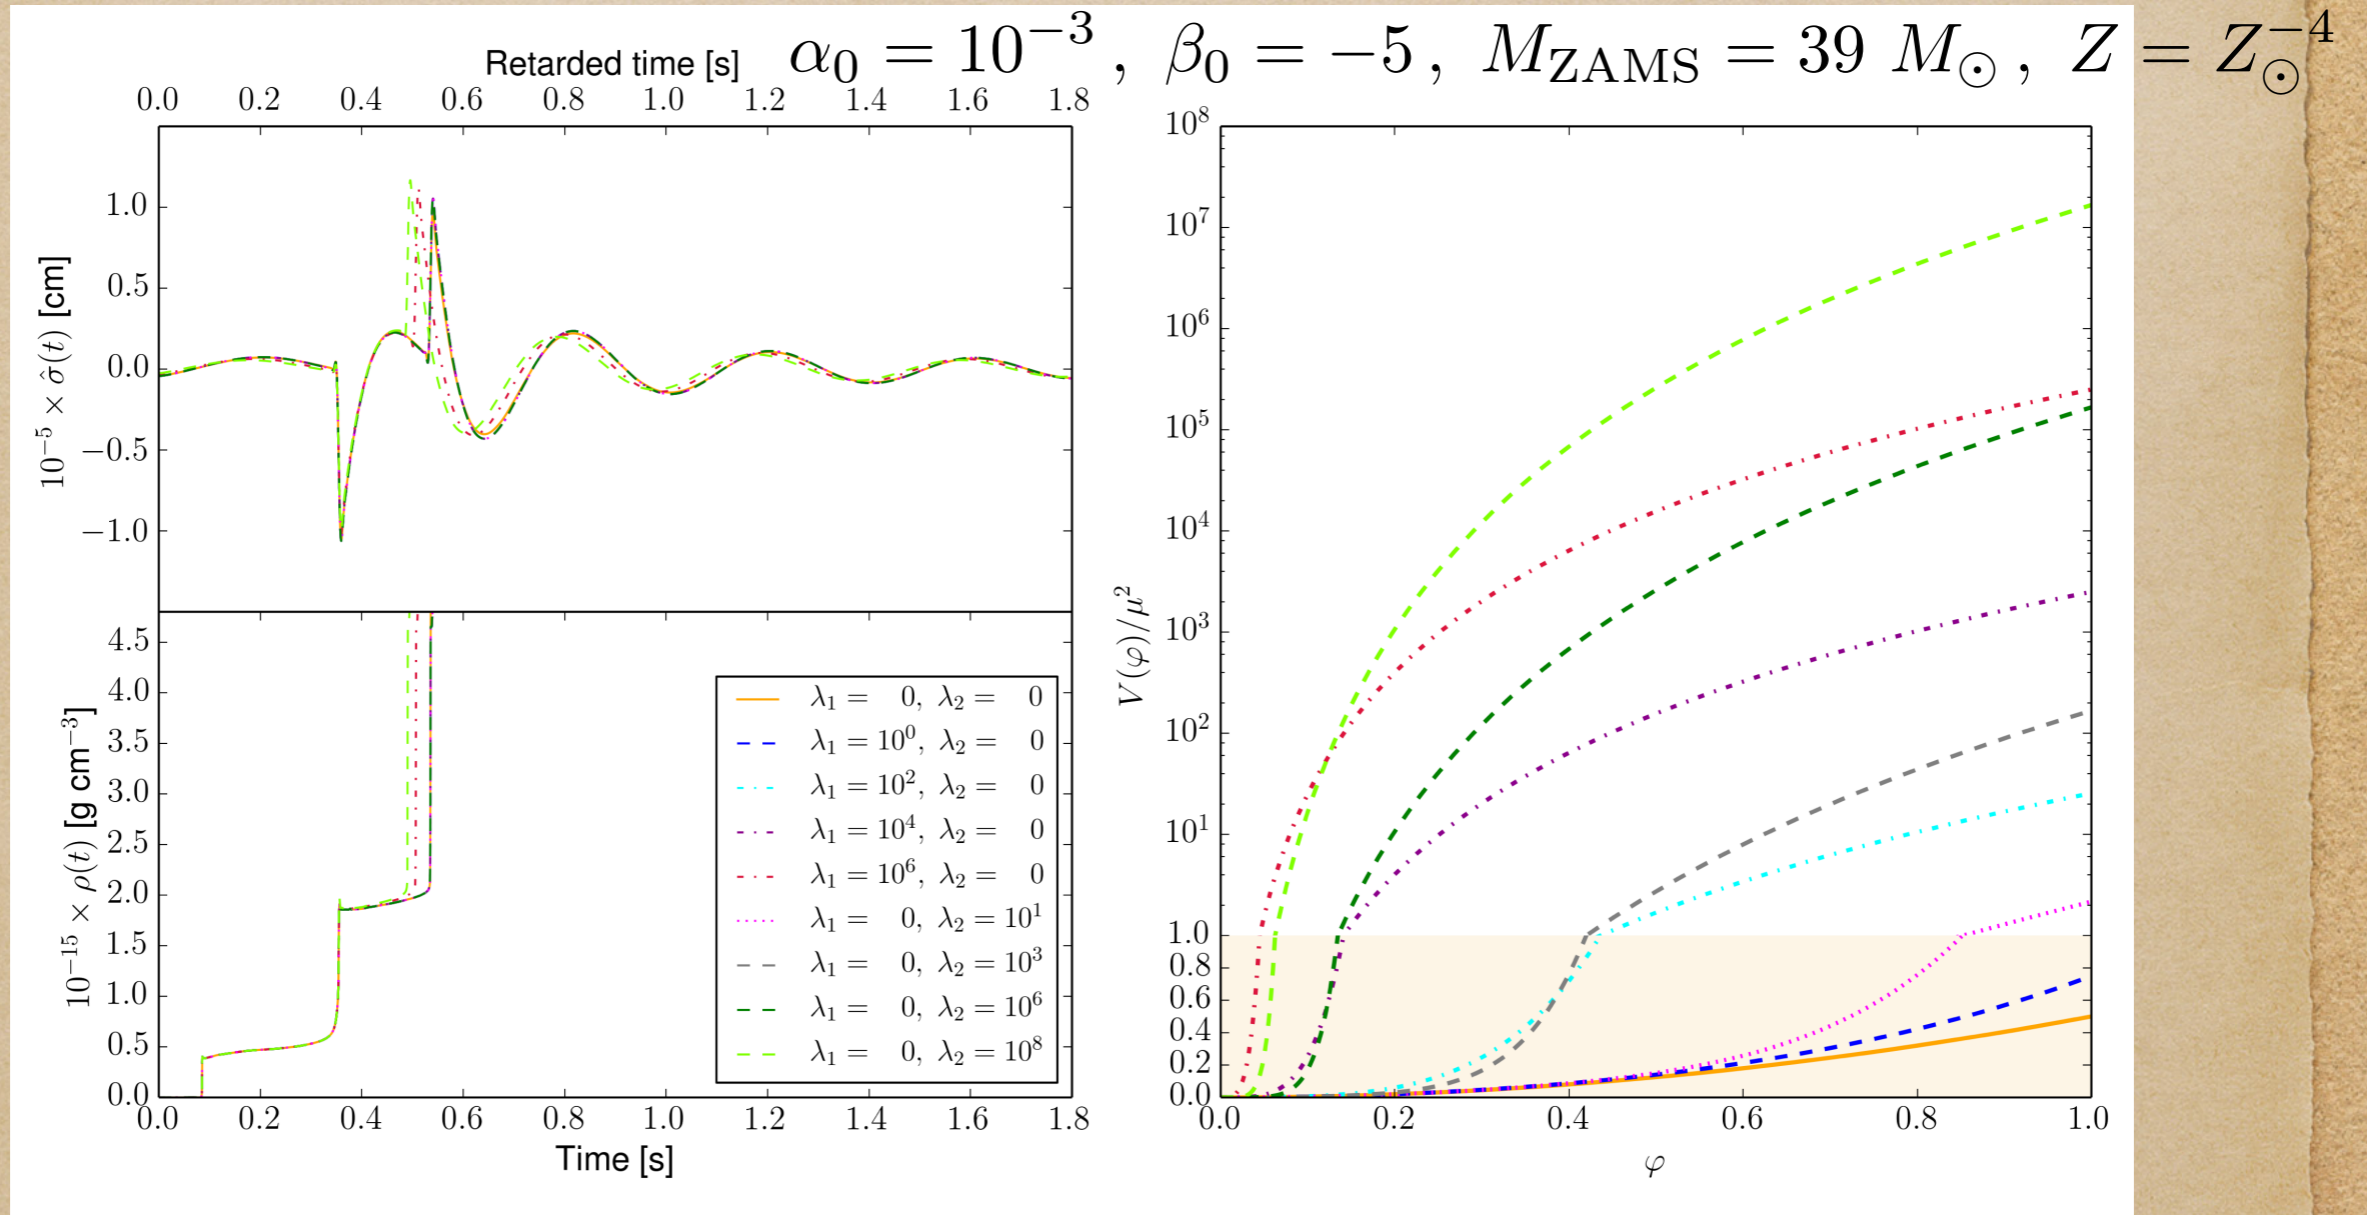 α₀ = 10⁻³ , β₀ = −5 , M_ZAMS = 39 M_⊙ , Z = Z_⊙⁻⁴
Retarded time [s]
0.0 0.2 0.4 0.6 0.8 1.0 1.2 1.4 1.6 1.8
10⁻⁵ × σ̂(t) [cm]
1.0
0.5
0.0
−0.5
−1.0
10⁻¹⁵ × ρ(t) [g cm⁻³]
4.5
4.0
3.5
3.0
2.5
2.0
1.5
1.0
0.5
0.0
λ₁ = 0, λ₂ = 0
λ₁ = 10⁰, λ₂ = 0
λ₁ = 10², λ₂ = 0
λ₁ = 10⁴, λ₂ = 0
λ₁ = 10⁶, λ₂ = 0
λ₁ = 0, λ₂ = 10¹
λ₁ = 0, λ₂ = 10³
λ₁ = 0, λ₂ = 10⁶
λ₁ = 0, λ₂ = 10⁸
0.0 0.2 0.4 0.6 0.8 1.0 1.2 1.4 1.6 1.8
Time [s]
V(φ)/μ²
10⁸
10⁷
10⁶
10⁵
10⁴
10³
10²
10¹
1.0
0.8
0.6
0.4
0.2
0.0
0.0 0.2 0.4 0.6 0.8 1.0
φ